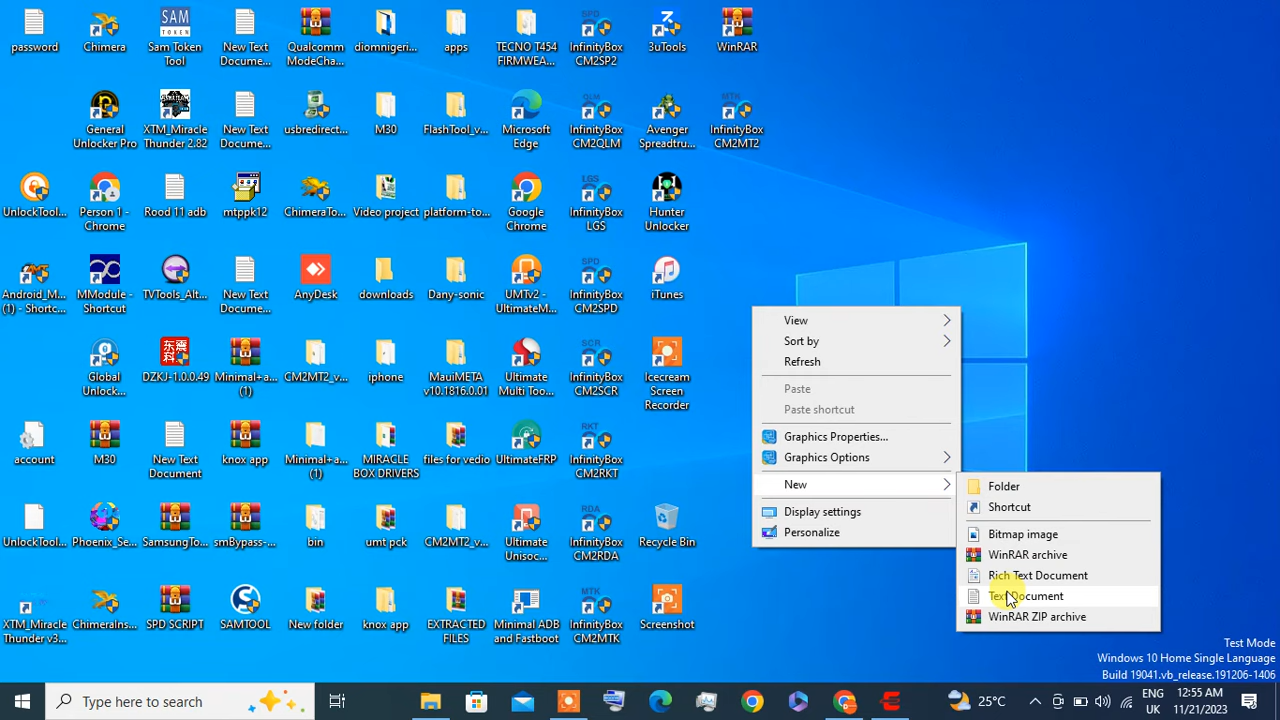 password
Chimera
Sam Token
Tool
New Text
Docume...
Qualcomm
ModeCha...
diomnigeri...
apps
TECNO T454
FIRMWEA...
InfinityBox
CM2SP2
3uTools
WinRAR
General
Unlocker Pro
XTM_Miracle
Thunder 2.82
New Text
Docume...
usbredirect...
M30
FlashTool_v...
Microsoft
Edge
InfinityBox
CM2QLM
Avenger
Spreadtru...
InfinityBox
CM2MT2
UnlockTool...
Person 1 -
Chrome
Rood 11 adb
mtppk12
ChimeraTo...
Video project
platform-to...
Google
Chrome
InfinityBox
LGS
Hunter
Unlocker
Android_M...
(1) - Shortc...
MModule -
Shortcut
TVTools_Alt...
New Text
Docume...
AnyDesk
downloads
Dany-sonic
UMTv2 -
UltimateM...
InfinityBox
CM2SPD
iTunes
Global
Unlock...
DZKJ-1.0.0.49
Minimal+a...
(1)
CM2MT2_v...
iphone
MauiMETA
v10.1816.0.01
Ultimate
Multi Too...
InfinityBox
CM2SCR
Icecream
Screen
Recorder
account
M30
New Text
Document
knox app
Minimal+a...
(1)
MIRACLE
BOX DRIVERS
files for vedio
UltimateFRP
InfinityBox
CM2RKT
UnlockTool...
Phoenix_Se...
SamsungTo...
smBypass-...
bin
umt pck
CM2MT2_v...
Ultimate
Unisoc...
InfinityBox
CM2RDA
Recycle Bin
XTM_Miracle
Thunder v3...
ChimeraIns...
SPD SCRIPT
SAMTOOL
New folder
knox app
EXTRACTED
FILES
Minimal ADB
and Fastboot
InfinityBox
CM2MTK
Screenshot
View
Sort by
Refresh
Paste
Paste shortcut
Graphics Properties...
Graphics Options
New
Display settings
Personalize
Folder
Shortcut
Bitmap image
WinRAR archive
Rich Text Document
Text Document
WinRAR ZIP archive
Test Mode
Windows 10 Home Single Language
Build 19041.vb_release.191206-1406
Type here to search
25°C
ENG
UK
12:55 AM
11/21/2023